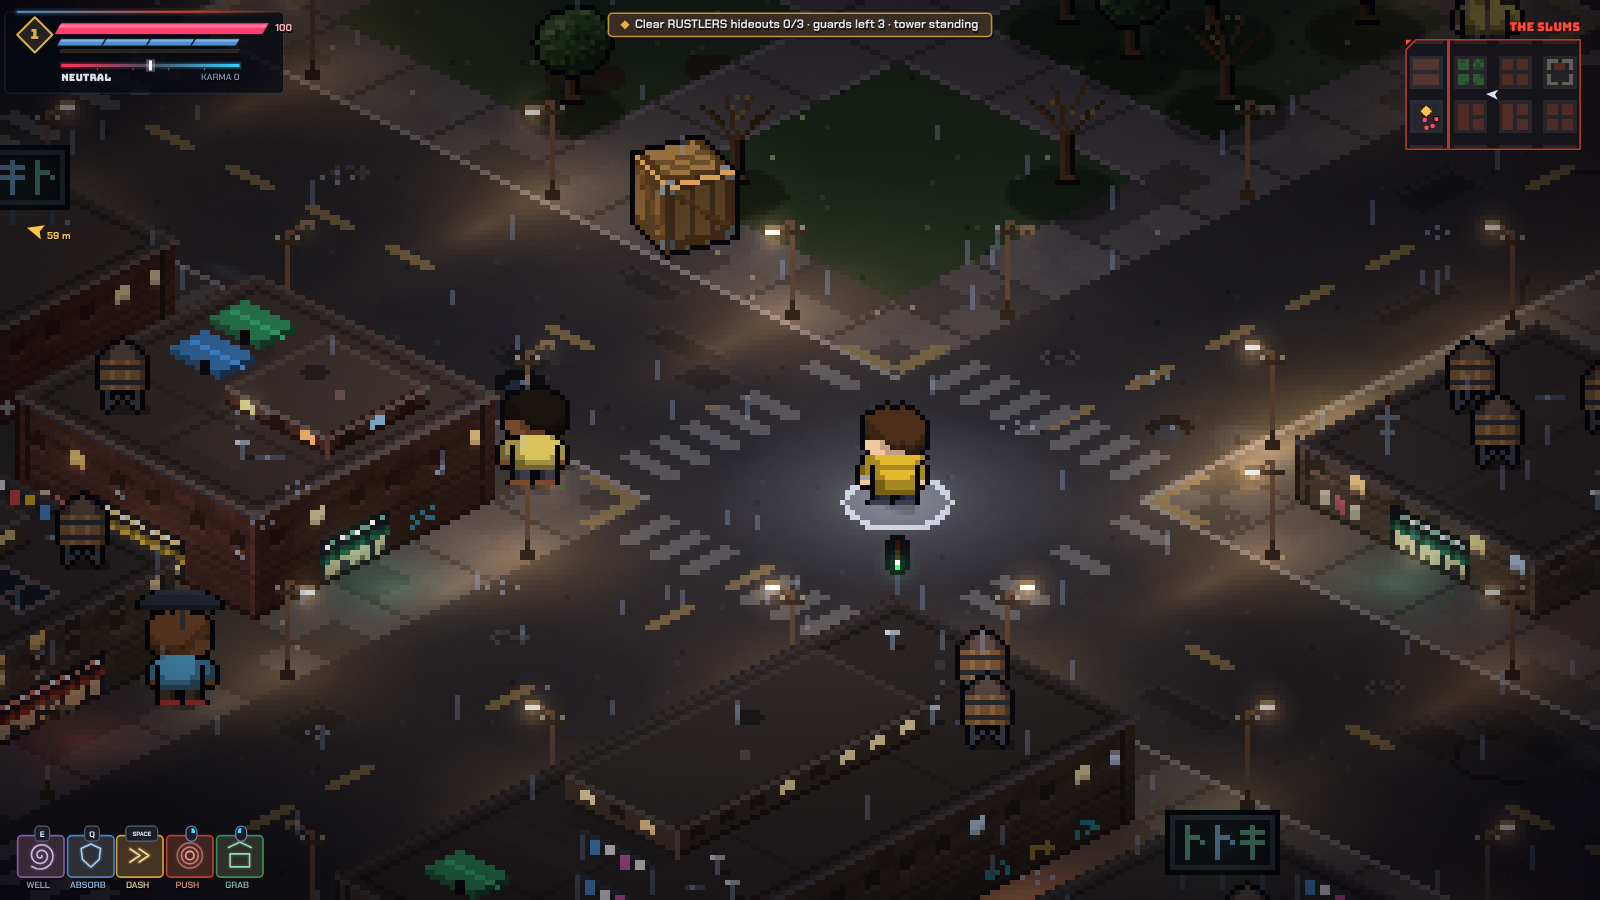 Clear RUSTLERS hideouts 0/3 · guards left 3 · tower standing
1
100
NEUTRAL
KARMA 0
THE SLUMS
59 m
E
Q
SPACE
WELL
ABSORB
DASH
PUSH
GRAB